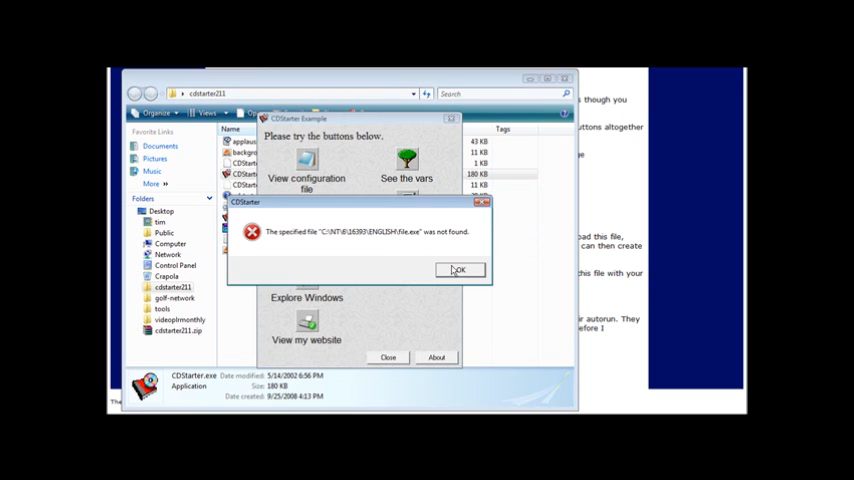 cdstarter211
Search
Organize
Views
Favorite Links
Documents
Pictures
Music
More
Folders
Desktop
tim
Public
Computer
Network
Control Panel
Crapola
cdstarter211
golf-network
tools
videoplrmonthly
cdstarter211.zip
Name
Tags
43 KB
11 KB
1 KB
180 KB
11 KB
CDStarter Example
Please try the buttons below.
View configuration
file
See the vars
CDStarter
The specified file "C:\NT\6\16393\ENGLISH\file.exe" was not found.
OK
Explore Windows
View my website
Close
About
CDStarter.exe
Date modified: 5/14/2002 6:56 PM
Application
Size: 180 KB
Date created: 9/25/2008 4:13 PM
s though you
uttons altogether
ge
oad this file,
can then create
this file with your
ir autorun. They
efore I